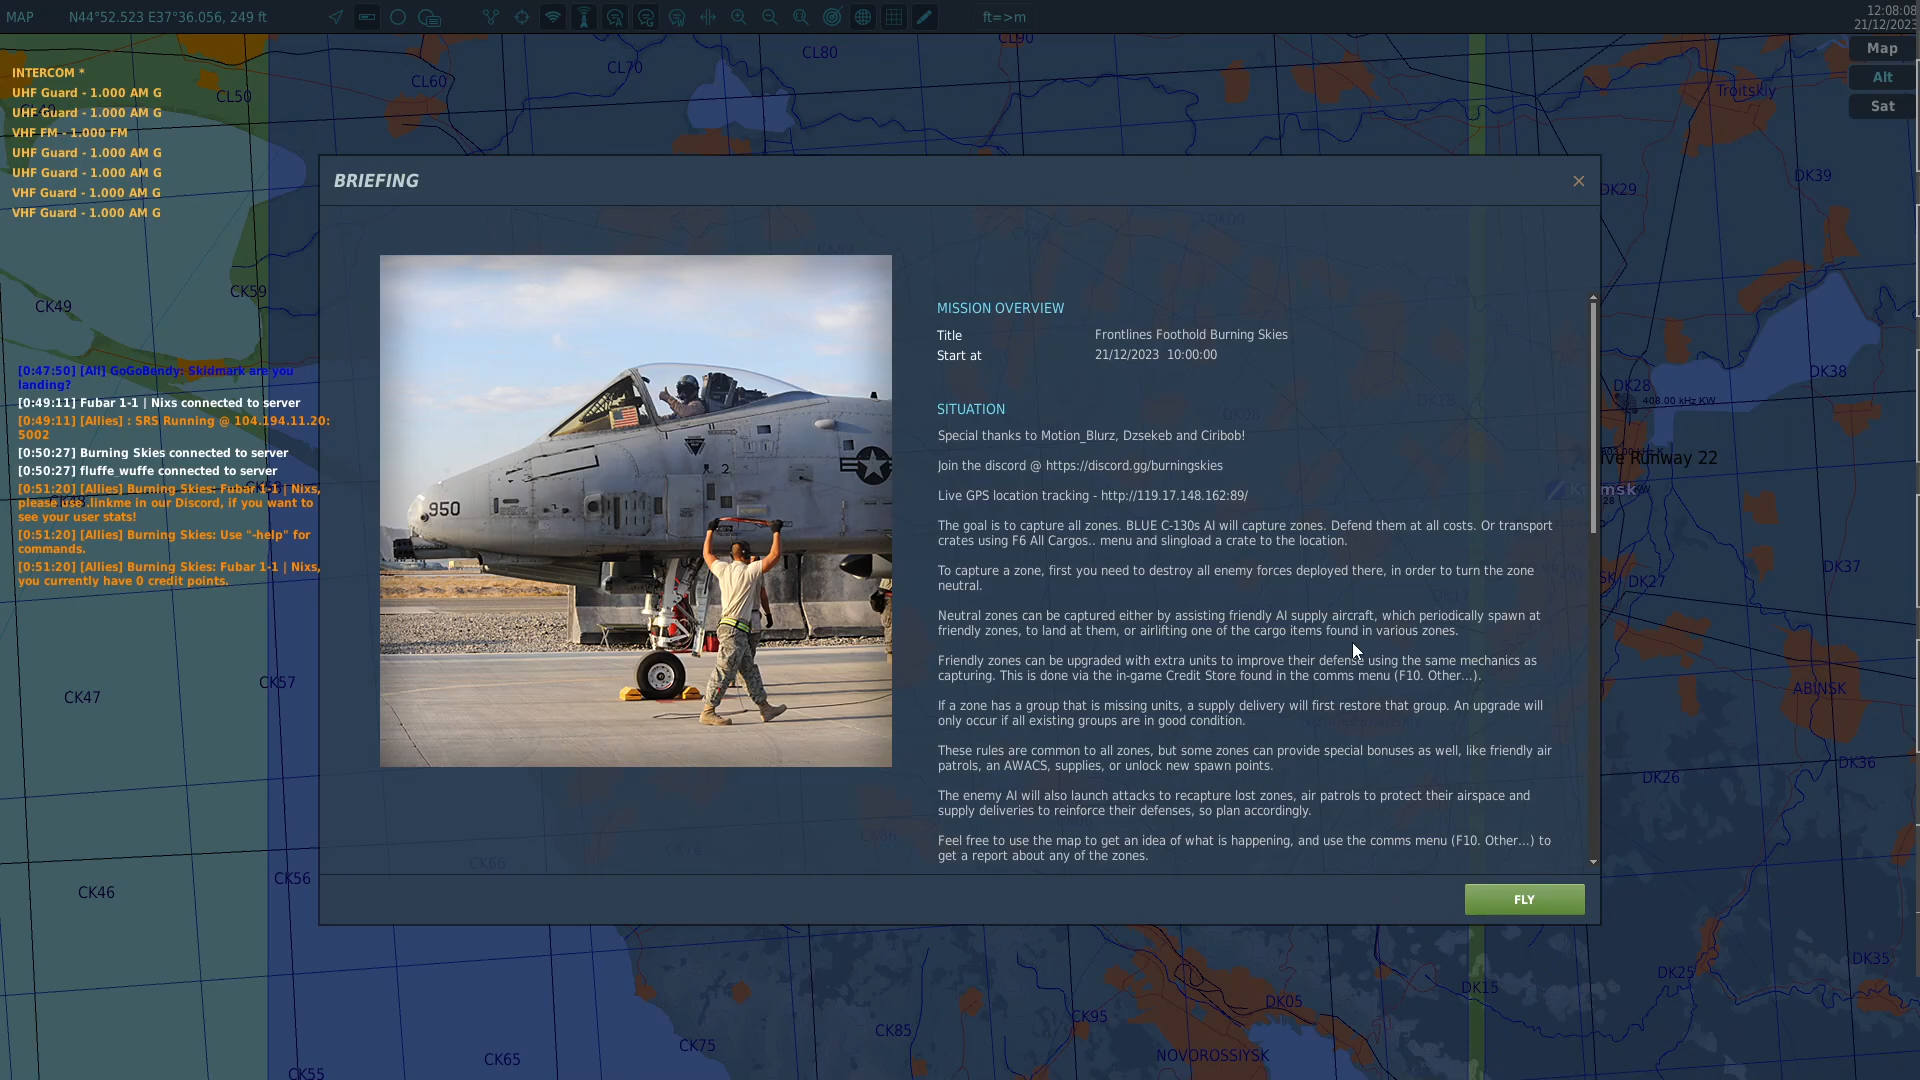 MAP
N44°52.523 E37°36.056, 249 ft
ft=>m
12:08:08
21/12/2023
Map
Alt
Sat
CL90
CL80
CL70
CL60
CL50
Troitskiy
INTERCOM *
UHF Guard - 1.000 AM G
UHF Guard - 1.000 AM G
VHF FM - 1.000 FM
UHF Guard - 1.000 AM G
UHF Guard - 1.000 AM G
VHF Guard - 1.000 AM G
VHF Guard - 1.000 AM G
DK39
DK29
CK59
CK49
[0:47:50] [All] GoGoBendy: Skidmark are you
landing?
[0:49:11] Fubar 1-1 | Nixs connected to server
[0:49:11] [Allies] : SRS Running @ 104.194.11.20:
5002
[0:50:27] Burning Skies connected to server
[0:50:27] fluffe wuffe connected to server
[0:51:20] [Allies] Burning Skies: Fubar 1-1 | Nixs,
please use .linkme in our Discord, if you want to
see your user stats!
[0:51:20] [Allies] Burning Skies: Use "-help" for
commands.
[0:51:20] [Allies] Burning Skies: Fubar 1-1 | Nixs,
you currently have 0 credit points.
BRIEFING
×
950
2
MISSION OVERVIEW
Title Frontlines Foothold Burning Skies
Start at 21/12/2023 10:00:00
SITUATION
Special thanks to Motion_Blurz, Dzsekeb and Ciribob!
Join the discord @ https://discord.gg/burningskies
Live GPS location tracking - http://119.17.148.162:89/
The goal is to capture all zones. BLUE C-130s AI will capture zones. Defend them at all costs. Or transport
crates using F6 All Cargos.. menu and slingload a crate to the location.
To capture a zone, first you need to destroy all enemy forces deployed there, in order to turn the zone
neutral.
Neutral zones can be captured either by assisting friendly AI supply aircraft, which periodically spawn at
friendly zones, to land at them, or airlifting one of the cargo items found in various zones.
Friendly zones can be upgraded with extra units to improve their defense using the same mechanics as
capturing. This is done via the in-game Credit Store found in the comms menu (F10. Other...).
If a zone has a group that is missing units, a supply delivery will first restore that group. An upgrade will
only occur if all existing groups are in good condition.
These rules are common to all zones, but some zones can provide special bonuses as well, like friendly air
patrols, an AWACS, supplies, or unlock new spawn points.
The enemy AI will also launch attacks to recapture lost zones, air patrols to protect their airspace and
supply deliveries to reinforce their defenses, so plan accordingly.
Feel free to use the map to get an idea of what is happening, and use the comms menu (F10. Other...) to
get a report about any of the zones.
FLY
DK38
DK28
408.00 kHz KW
ive Runway 22
DK37
DK27
ABINSK
DK36
DK26
DK35
DK25
DK15
DK05
CK95
CK85
CK75
CK65
CK55
CK66
CK56
CK46
CK57
CK47
NOVOROSSIYSK